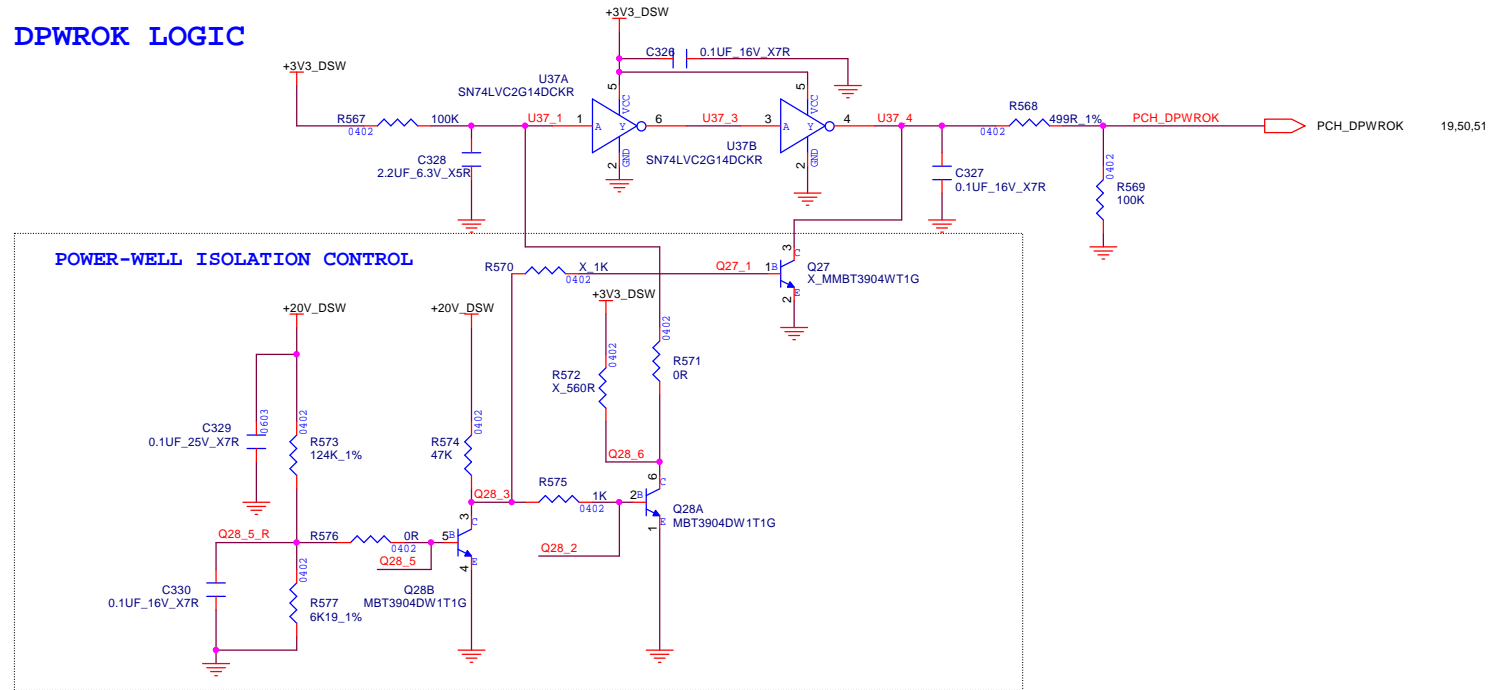 DPWROK LOGIC
+3V3_DSW
C326 0.1UF_16V_X7R
+3V3_DSW
U37A
SN74LVC2G14DCKR
5 VCC
5 VCC
R567 100K
0402
U37_1 1 A Y 6 U37_3 3 A Y 4 U37_4
R568
499R_1%
0402
PCH_DPWROK
PCH_DPWROK 19,50,51
U37B
SN74LVC2G14DCKR
2 GND
2 GND
C328
2.2UF_6.3V_X5R
C327
0.1UF_16V_X7R
0402
R569
100K
POWER-WELL ISOLATION CONTROL
R570 X_1K
0402
Q27_1 1 B
3 C
2 E
Q27
X_MMBT3904WT1G
+20V_DSW
+20V_DSW
+3V3_DSW
0402
R572
X_560R
0402
R571
0R
C329
0.1UF_25V_X7R
0603
0402
R573
124K_1%
R574
47K
0402
Q28_6
Q28_3
R575 1K
0402
2 B
6 C
1 E
Q28A
MBT3904DW1T1G
Q28_5_R
R576 0R
0402
Q28_5
5 B
3 C
4 E
Q28_2
Q28B
MBT3904DW1T1G
C330
0.1UF_16V_X7R
0402
R577
6K19_1%